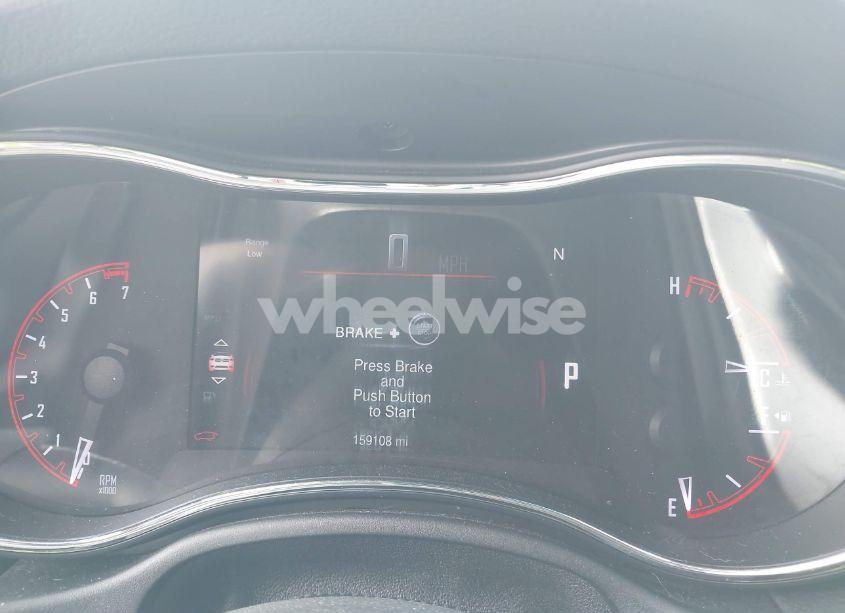 Range
Low
0
MPH
N
wheelwise
BRAKE +
START
Press Brake
and
Push Button
to Start
159108 mi
P
7
6
5
4
3
2
1
0
RPM
x1000
H
C
F
E